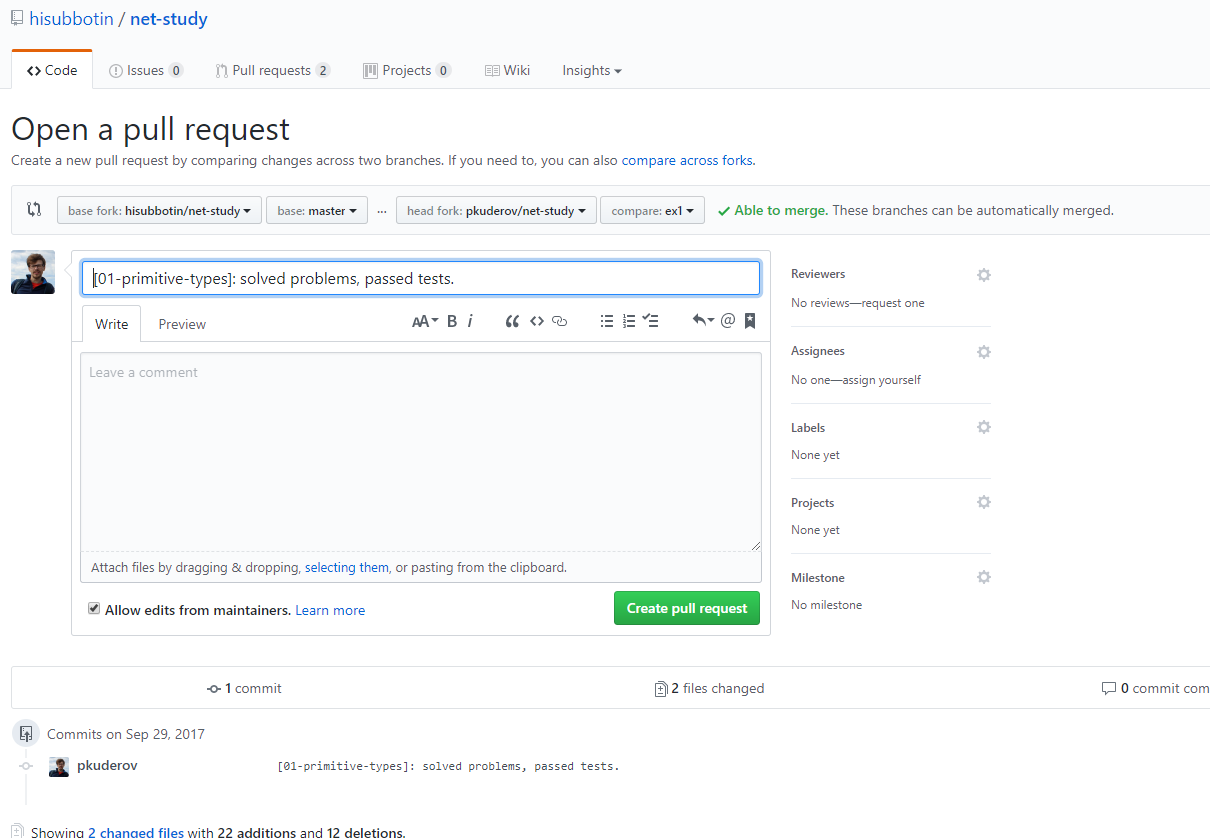 hisubbotin / net-study
Code Issues 0 Pull requests 2 Projects 0 Wiki Insights
Open a pull request
Create a new pull request by comparing changes across two branches. If you need to, you can also compare across forks.
base fork: hisubbotin/net-study base: master ... head fork: pkuderov/net-study compare: ex1 Able to merge. These branches can be automatically merged.
[01-primitive-types]: solved problems, passed tests.
Write Preview AA B i “ <> @
Leave a comment
Attach files by dragging & dropping, selecting them, or pasting from the clipboard.
Allow edits from maintainers. Learn more Create pull request
Reviewers
No reviews—request one
Assignees
No one—assign yourself
Labels
None yet
Projects
None yet
Milestone
No milestone
1 commit 2 files changed 0 commit com
Commits on Sep 29, 2017
pkuderov [01-primitive-types]: solved problems, passed tests.
Showing 2 changed files with 22 additions and 12 deletions.